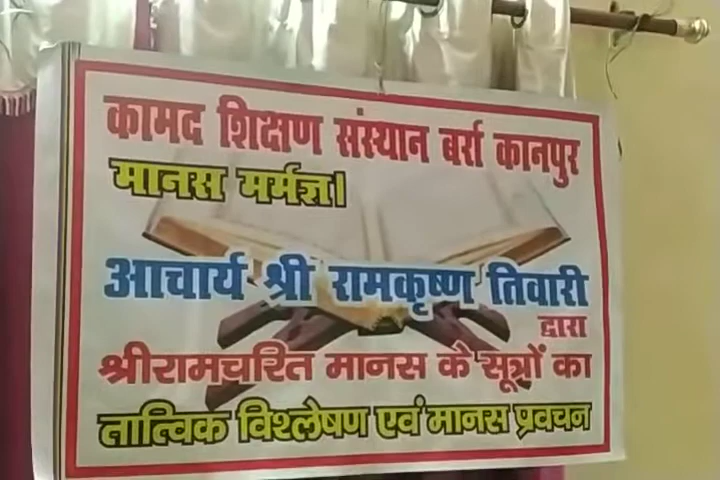 कामद शिक्षण संस्थान बर्रा कानपुर
मानस मर्मज्ञ।
आचार्य श्री रामकृष्ण तिवारी
द्वारा
श्रीरामचरित मानस के सूत्रों का
तात्विक विश्लेषण एवं मानस प्रवचन